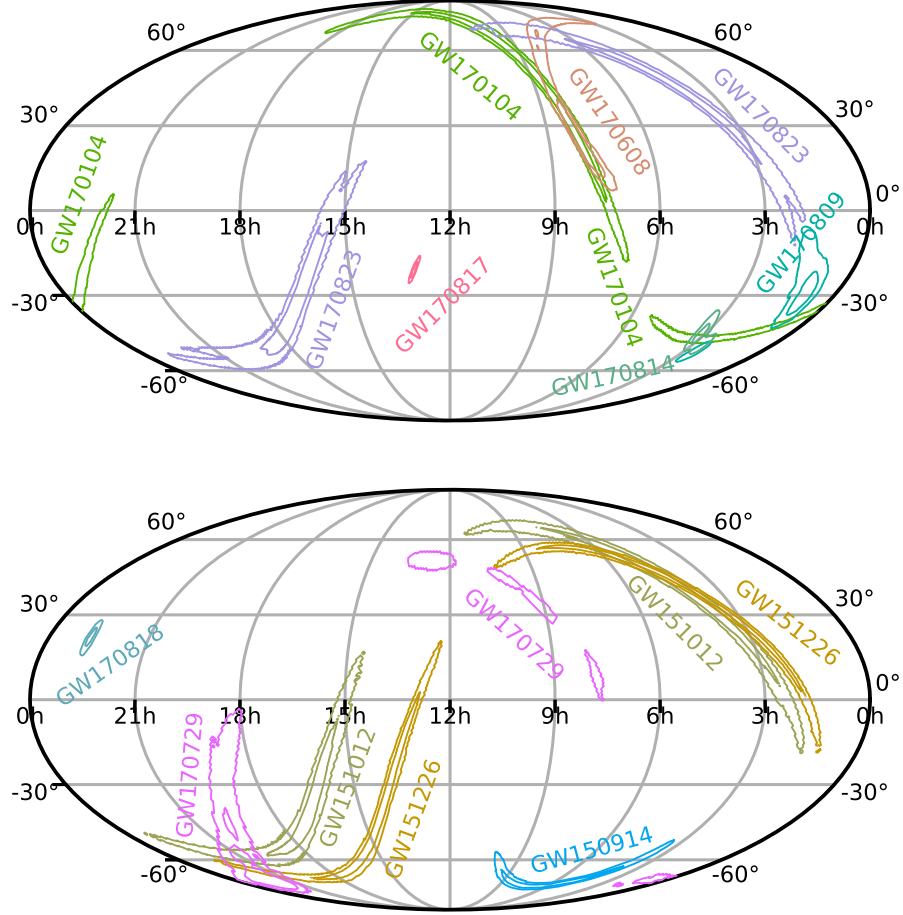 60° 60°
GW170104
GW170608
GW170823
30° 30°
GW170104
0°
0h 21h 18h 15h 12h 9h 6h 3h 0h
GW170809
GW170823
GW170817
GW170104
-30° -30°
GW170814
-60° -60°
60° 60°
GW151012
GW151226
30° 30°
GW170729
GW170818
0°
0h 21h 18h 15h 12h 9h 6h 3h 0h
GW170729
GW151012
GW151226
-30° -30°
GW150914
-60° -60°